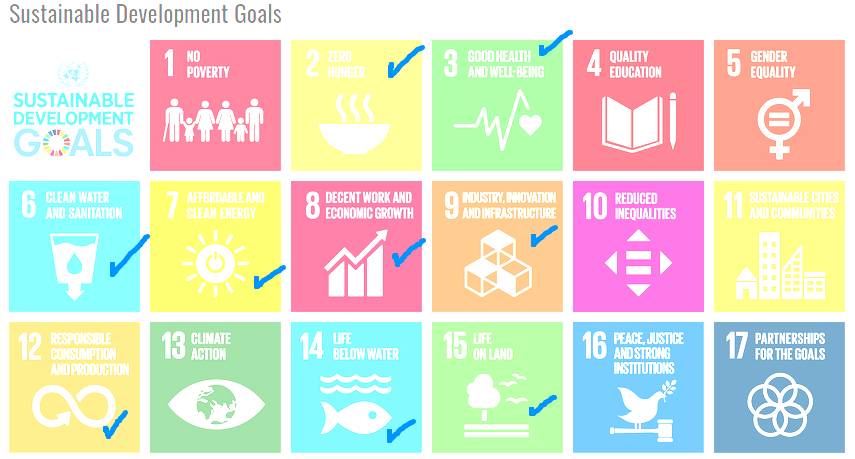 Sustainable Development Goals
SUSTAINABLE
DEVELOPMENT
GOALS
1 NO
POVERTY
2 ZERO
HUNGER
3 GOOD HEALTH
AND WELL-BEING
4 QUALITY
EDUCATION
5 GENDER
EQUALITY
6 CLEAN WATER
AND SANITATION
7 AFFORDABLE AND
CLEAN ENERGY
8 DECENT WORK AND
ECONOMIC GROWTH
9 INDUSTRY, INNOVATION
AND INFRASTRUCTURE
10 REDUCED
INEQUALITIES
11 SUSTAINABLE CITIES
AND COMMUNITIES
12 RESPONSIBLE
CONSUMPTION
AND PRODUCTION
13 CLIMATE
ACTION
14 LIFE
BELOW WATER
15 LIFE
ON LAND
16 PEACE, JUSTICE
AND STRONG
INSTITUTIONS
17 PARTNERSHIPS
FOR THE GOALS